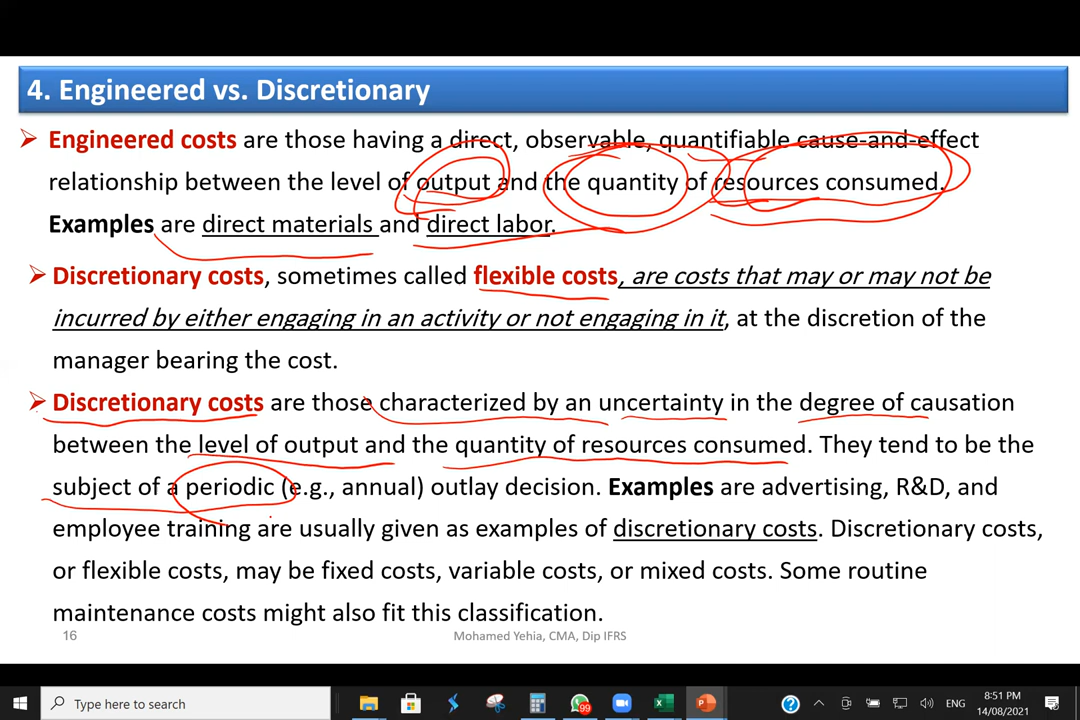 4. Engineered vs. Discretionary
➢ Engineered costs are those having a direct, observable, quantifiable cause-and-effect
relationship between the level of output and the quantity of resources consumed.
Examples are direct materials and direct labor.
➢ Discretionary costs, sometimes called flexible costs, are costs that may or may not be
incurred by either engaging in an activity or not engaging in it, at the discretion of the
manager bearing the cost.
➢ Discretionary costs are those characterized by an uncertainty in the degree of causation
between the level of output and the quantity of resources consumed. They tend to be the
subject of a periodic (e.g., annual) outlay decision. Examples are advertising, R&D, and
employee training are usually given as examples of discretionary costs. Discretionary costs,
or flexible costs, may be fixed costs, variable costs, or mixed costs. Some routine
maintenance costs might also fit this classification.
16
Mohamed Yehia, CMA, Dip IFRS
Type here to search
99
ENG
8:51 PM
14/08/2021